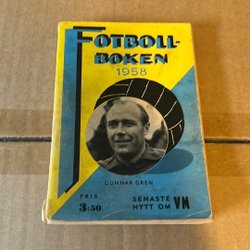 FOTBOLL-
BOKEN
1958
GUNNAR GREN
PRIS
3:50
SENASTE
NYTT OM VM